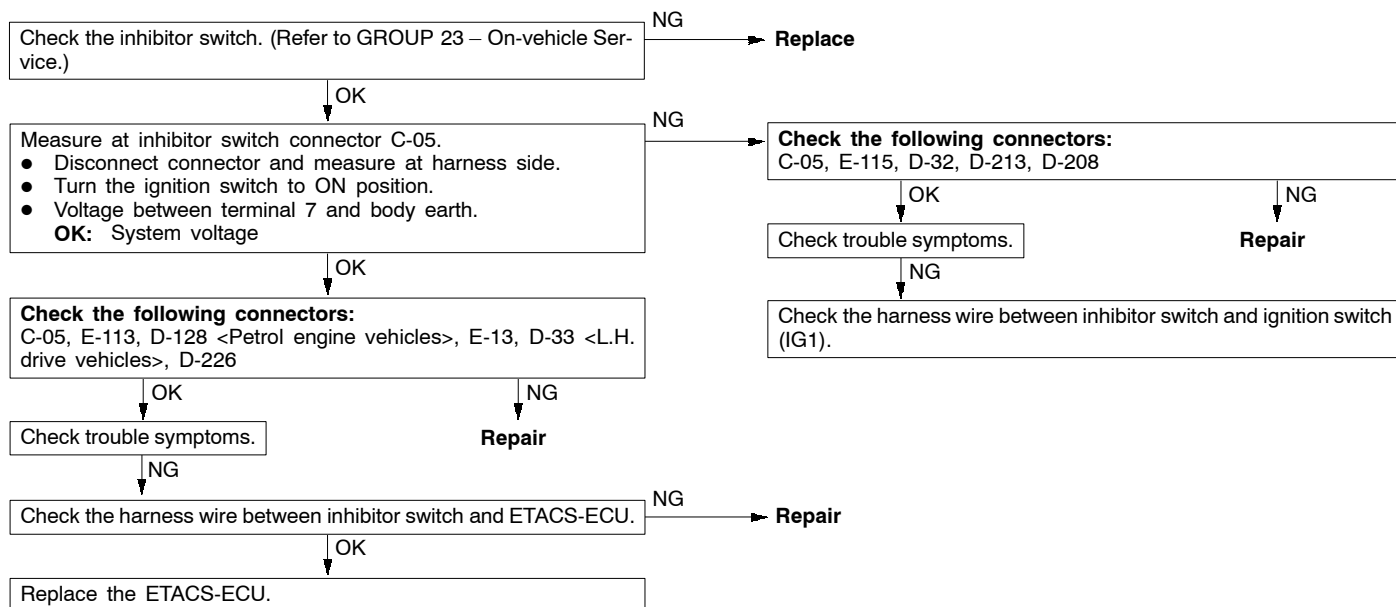 Check the inhibitor switch. (Refer to GROUP 23 – On-vehicle Ser-
vice.)
NG
Replace
OK
Measure at inhibitor switch connector C-05.
● Disconnect connector and measure at harness side.
● Turn the ignition switch to ON position.
● Voltage between terminal 7 and body earth.
OK: System voltage
NG
Check the following connectors:
C-05, E-115, D-32, D-213, D-208
OK
NG
Check trouble symptoms.
Repair
NG
Check the harness wire between inhibitor switch and ignition switch
(IG1).
OK
Check the following connectors:
C-05, E-113, D-128 <Petrol engine vehicles>, E-13, D-33 <L.H.
drive vehicles>, D-226
OK
NG
Check trouble symptoms.
Repair
NG
Check the harness wire between inhibitor switch and ETACS-ECU.
NG
Repair
OK
Replace the ETACS-ECU.